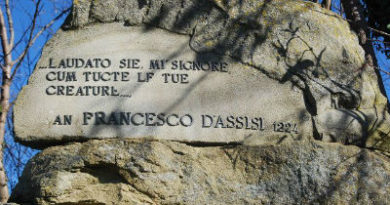 ...LAUDATO SIE, MI SIGNORE,
CUM TUCTE LE TUE
CREATURE....
AN FRANCESCO D'ASSISI 1224